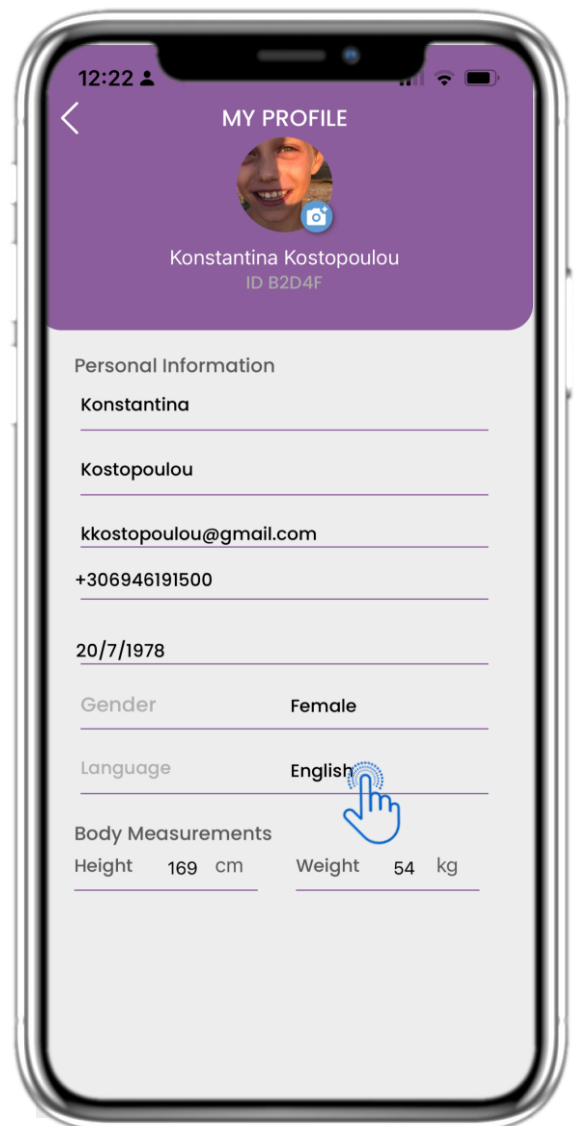 12:22
MY PROFILE
Konstantina Kostopoulou
ID B2D4F
Personal Information
Konstantina
Kostopoulou
kkostopoulou@gmail.com
+306946191500
20/7/1978
Gender Female
Language English
Body Measurements
Height 169 cm Weight 54 kg